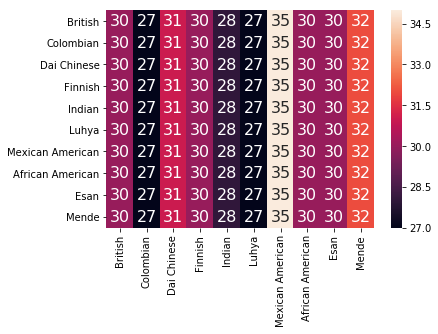 British 30 27 31 30 28 27 35 30 30 32
Colombian 30 27 31 30 28 27 35 30 30 32
Dai Chinese 30 27 31 30 28 27 35 30 30 32
Finnish 30 27 31 30 28 27 35 30 30 32
Indian 30 27 31 30 28 27 35 30 30 32
Luhya 30 27 31 30 28 27 35 30 30 32
Mexican American 30 27 31 30 28 27 35 30 30 32
African American 30 27 31 30 28 27 35 30 30 32
Esan 30 27 31 30 28 27 35 30 30 32
Mende 30 27 31 30 28 27 35 30 30 32
British
Colombian
Dai Chinese
Finnish
Indian
Luhya
Mexican American
African American
Esan
Mende
34.5
33.0
31.5
30.0
28.5
27.0